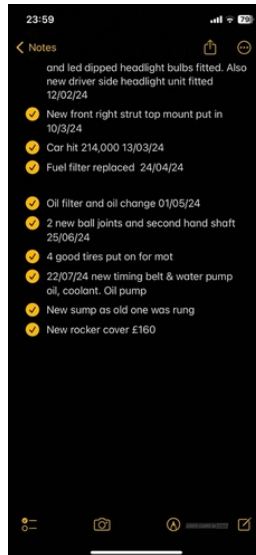 23:59
79
Notes
and led dipped headlight bulbs fitted. Also
new driver side headlight unit fitted
12/02/24
New front right strut top mount put in
10/3/24
Car hit 214,000 13/03/24
Fuel filter replaced 24/04/24
Oil filter and oil change 01/05/24
2 new ball joints and second hand shaft
25/06/24
4 good tires put on for mot
22/07/24 new timing belt & water pump
oil, coolant. Oil pump
New sump as old one was rung
New rocker cover £160